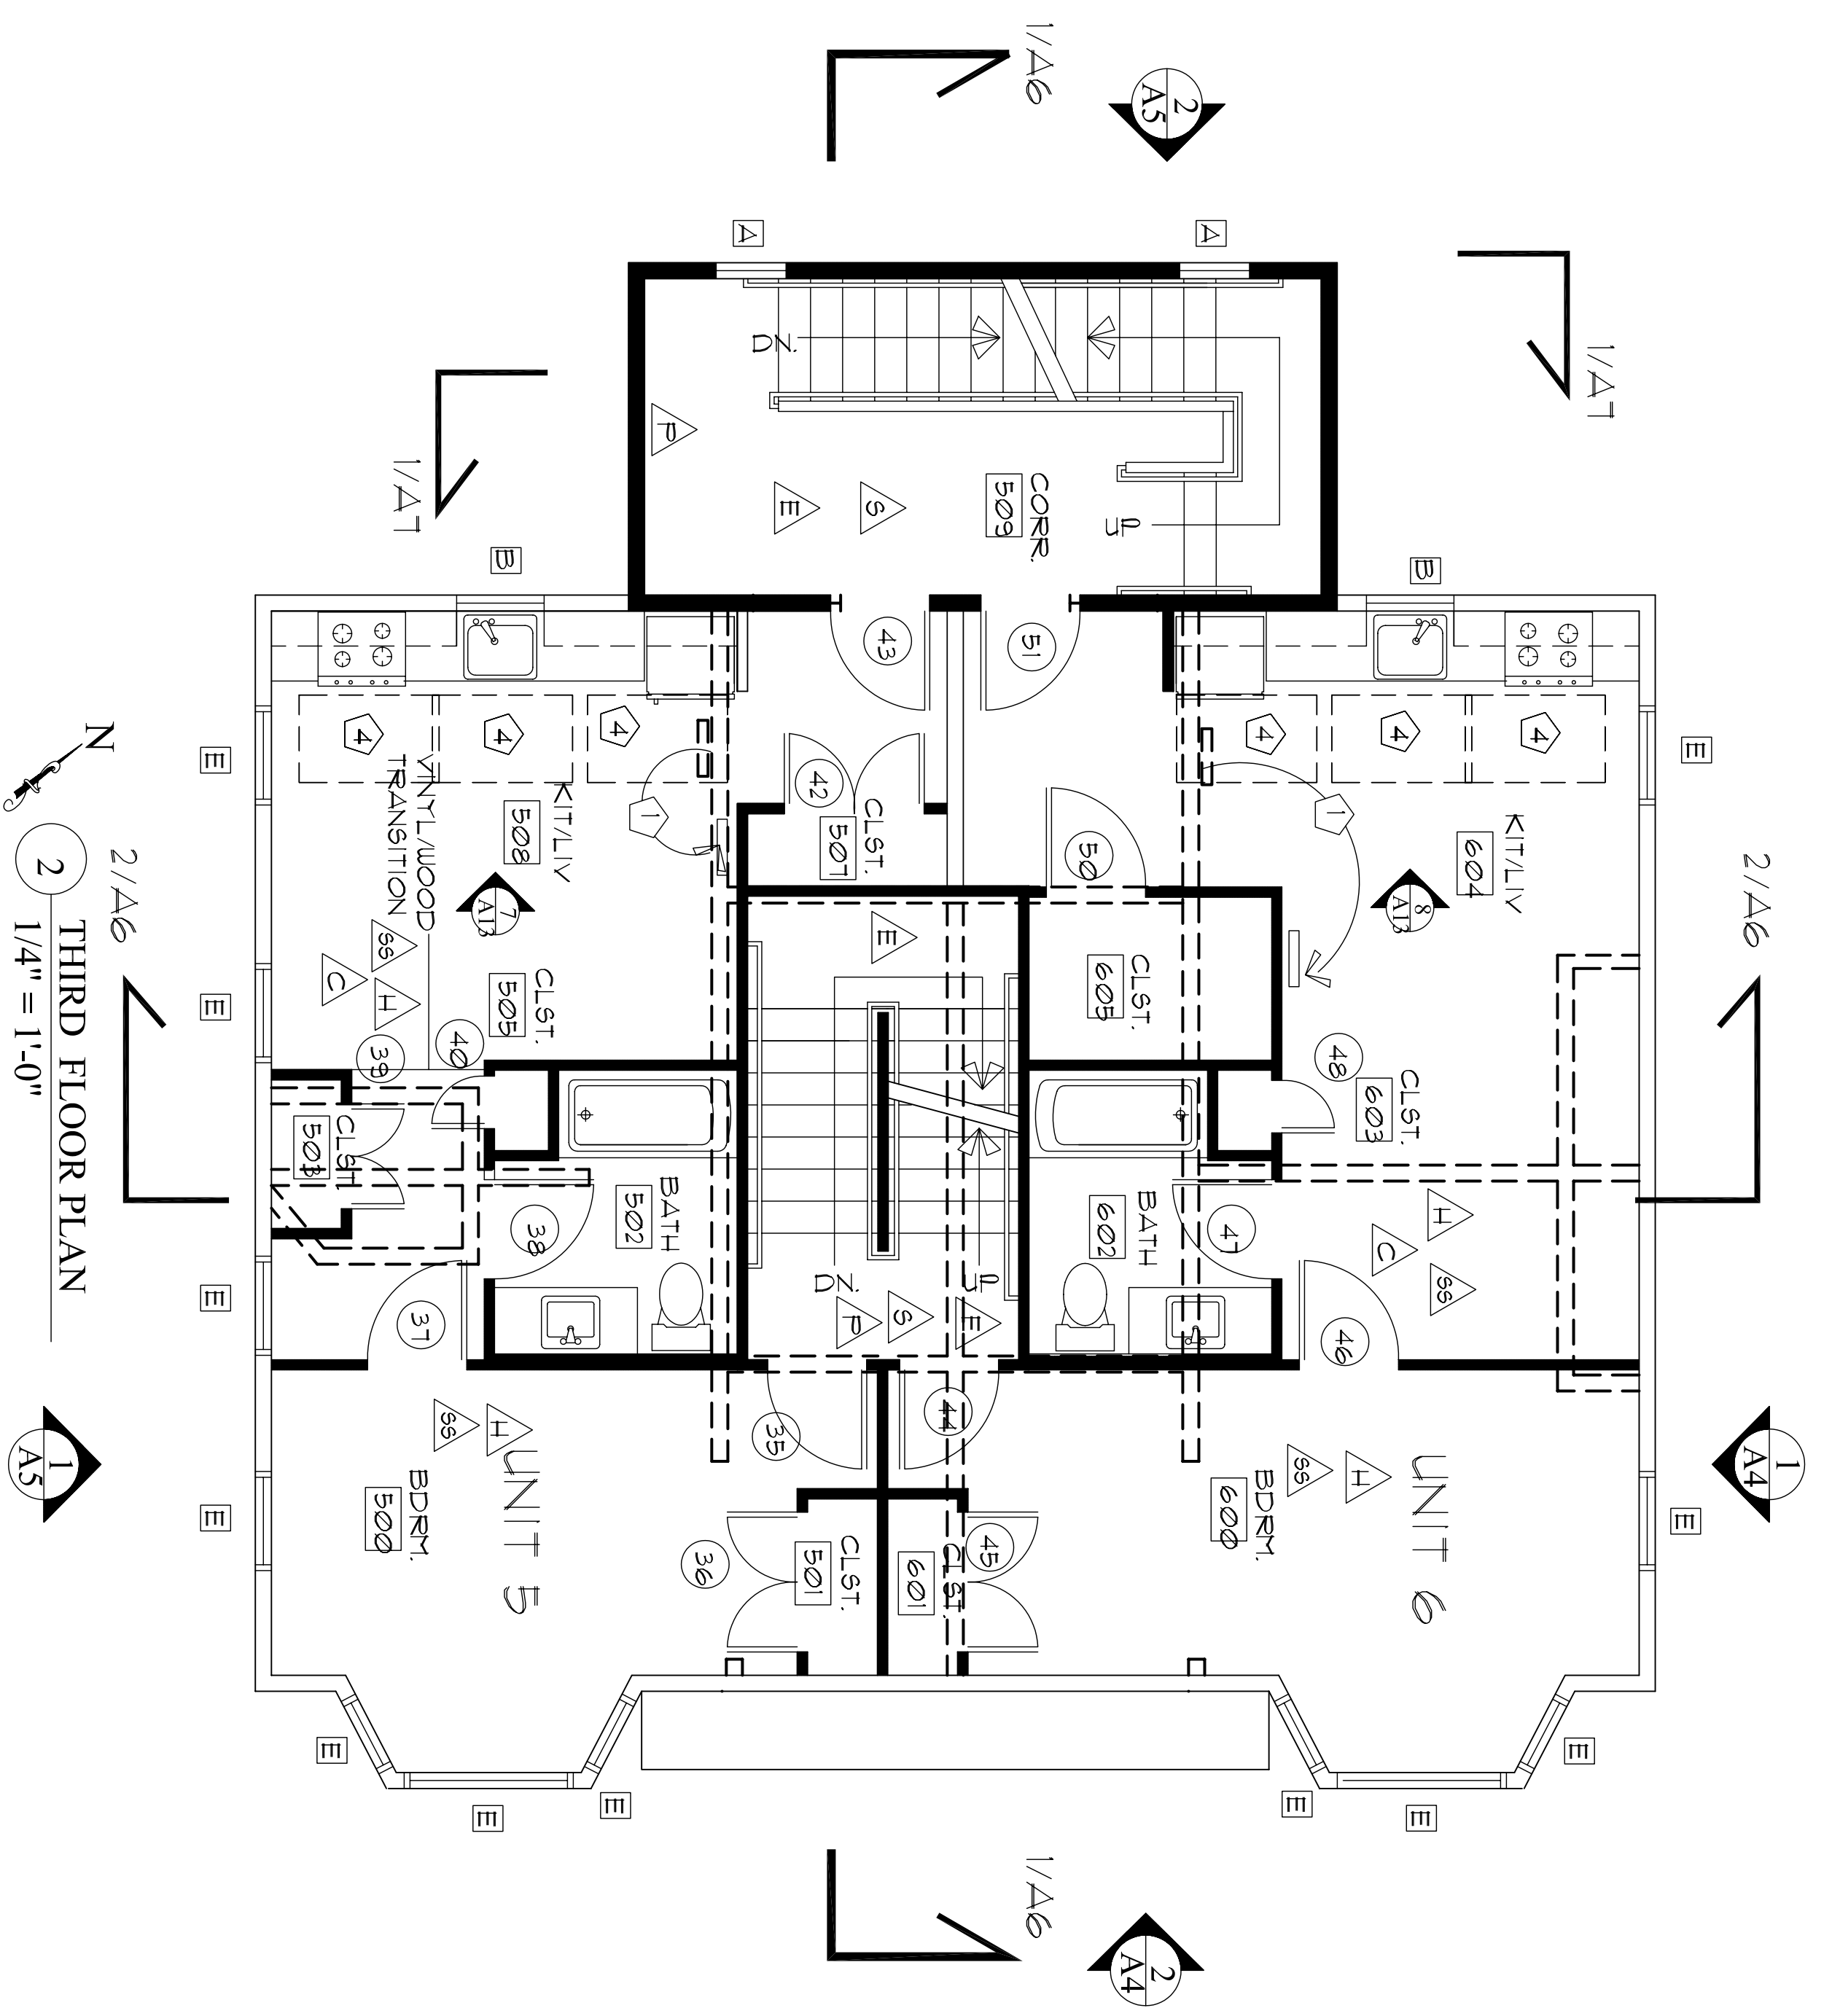 1/A6
2
A5
A
A
1/A7
1/A7
DN.
UP
P
E
S
CORR.
509
B
B
43
51
4
4
4
4
4
4
E
E
42
CLST.
507
50
1
1
KIT/LIV
508
KIT/LIV
604
VINYL/WOOD
TRANSITION
7
A13
8
A13
SS
C
H
E
CLST.
505
CLST.
605
E
40
39
48
CLST.
603
CLST.
503
BATH
502
BATH
602
38
47
H
C
SS
DN.
UP
P
S
E
E
37
46
35
44
SS
H
UNIT 5
BDRM.
500
SS
H
UNIT 6
BDRM.
600
E
E
36
CLST.
501
CLST.
601
45
E
E
E
E
E
E
1/A6
2
A4
1
A5
1
A4
2/A6
2/A6
N
2
THIRD FLOOR PLAN
1/4" = 1'-0"